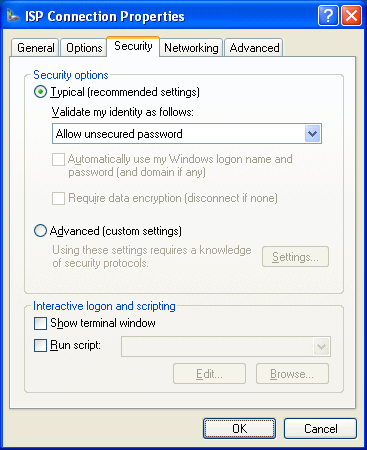 ISP Connection Properties
General Options Security Networking Advanced
Security options
Typical (recommended settings)
Validate my identity as follows:
Allow unsecured password
Automatically use my Windows logon name and
password (and domain if any)
Require data encryption (disconnect if none)
Advanced (custom settings)
Using these settings requires a knowledge
of security protocols.
Settings...
Interactive logon and scripting
Show terminal window
Run script:
Edit... Browse...
OK Cancel